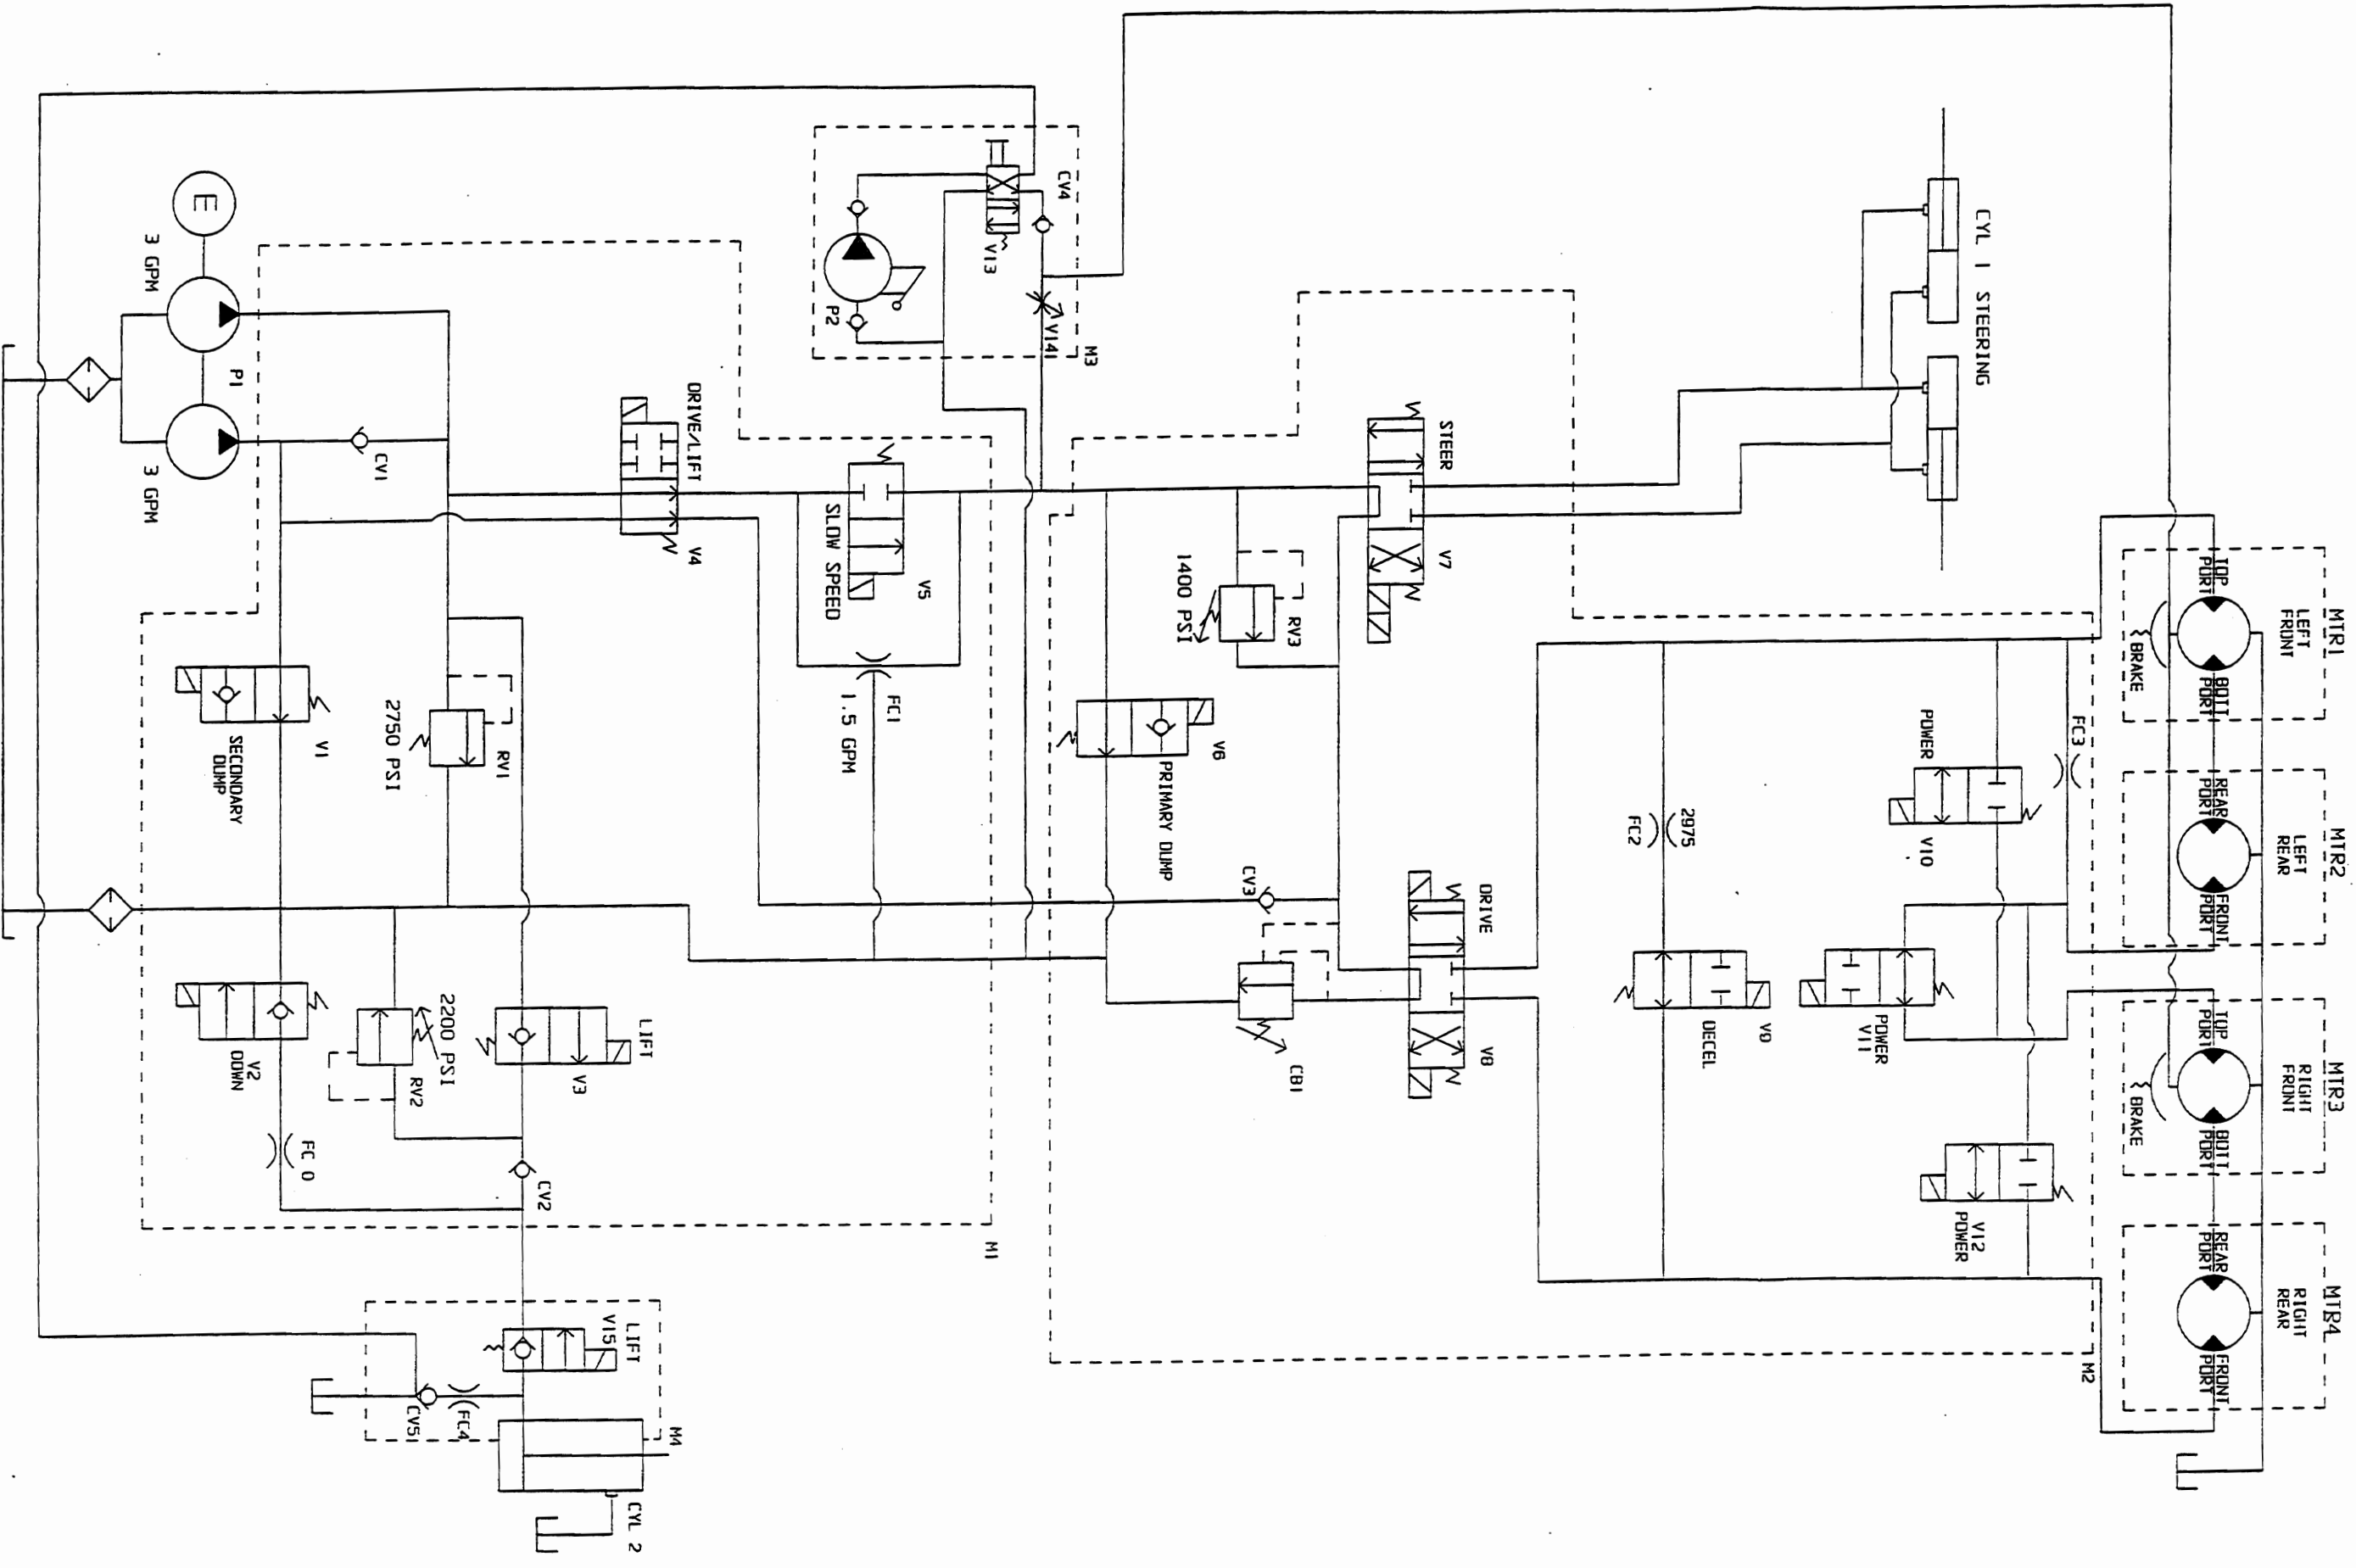 E
3 GPM
P1
3 GPM
CV1
CV4
V13
V141
P2
M3
DRIVE/LIFT
V4
SLOW SPEED
V5
FC1
1.5 GPM
V1
SECONDARY
DUMP
RV1
2750 PSI
V2
DOWN
RV2
2200 PSI
FC 0
LIFT
V3
CV2
M1
LIFT
V15
CV5
FC4
M4
CYL 2
CYL 1 STEERING
STEER
V7
RV3
1400 PSI
V6
PRIMARY DUMP
CV3
DRIVE
V8
CB1
2975
FC2
V9
DECEL
POWER
V10
FC3
POWER
V11
V12
POWER
M2
MTR1
LEFT
FRONT
TOP
PORT
BOTT
PORT
BRAKE
MTR2
LEFT
REAR
REAR
PORT
FRONT
PORT
MTR3
RIGHT
FRONT
TOP
PORT
BOTT
PORT
BRAKE
MTR4
RIGHT
REAR
REAR
PORT
FRONT
PORT